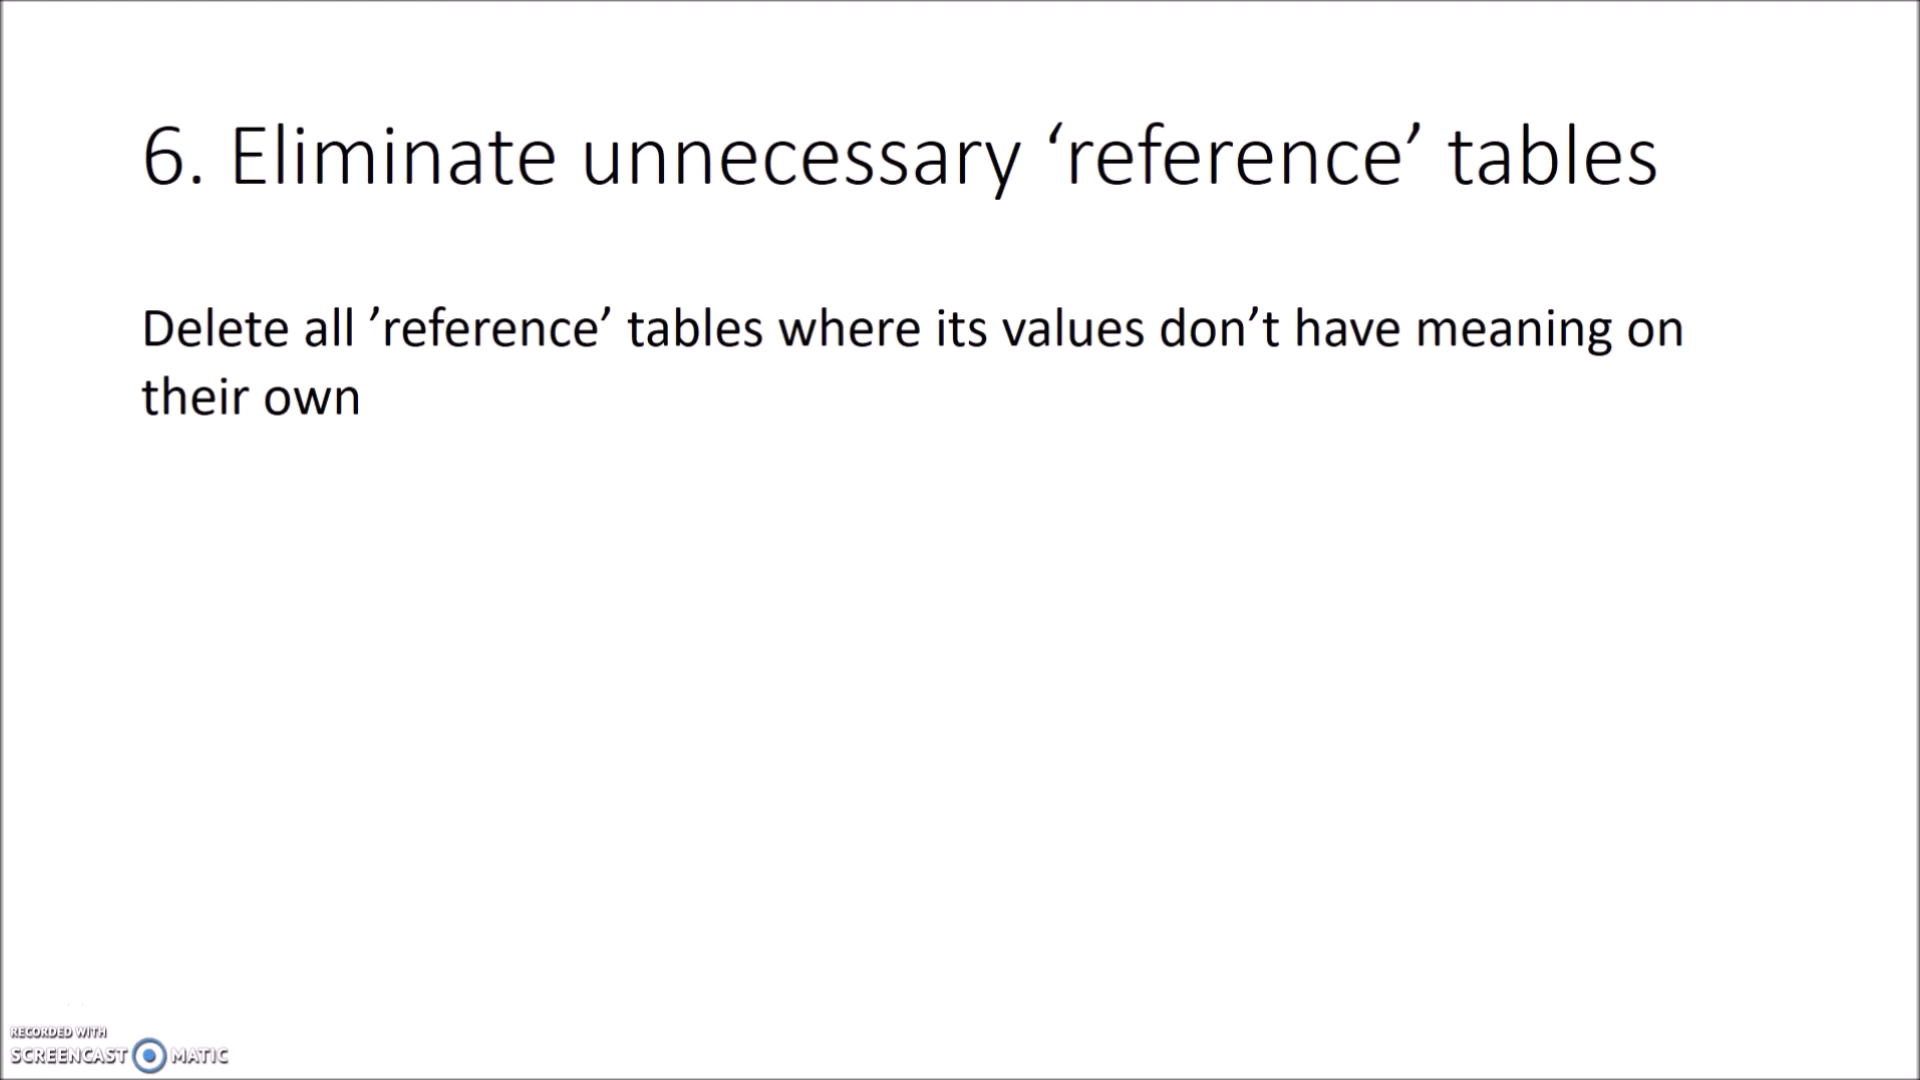 6. Eliminate unnecessary ‘reference’ tables
Delete all ’reference’ tables where its values don’t have meaning on
their own
RECORDED WITH
SCREENCAST MATIC